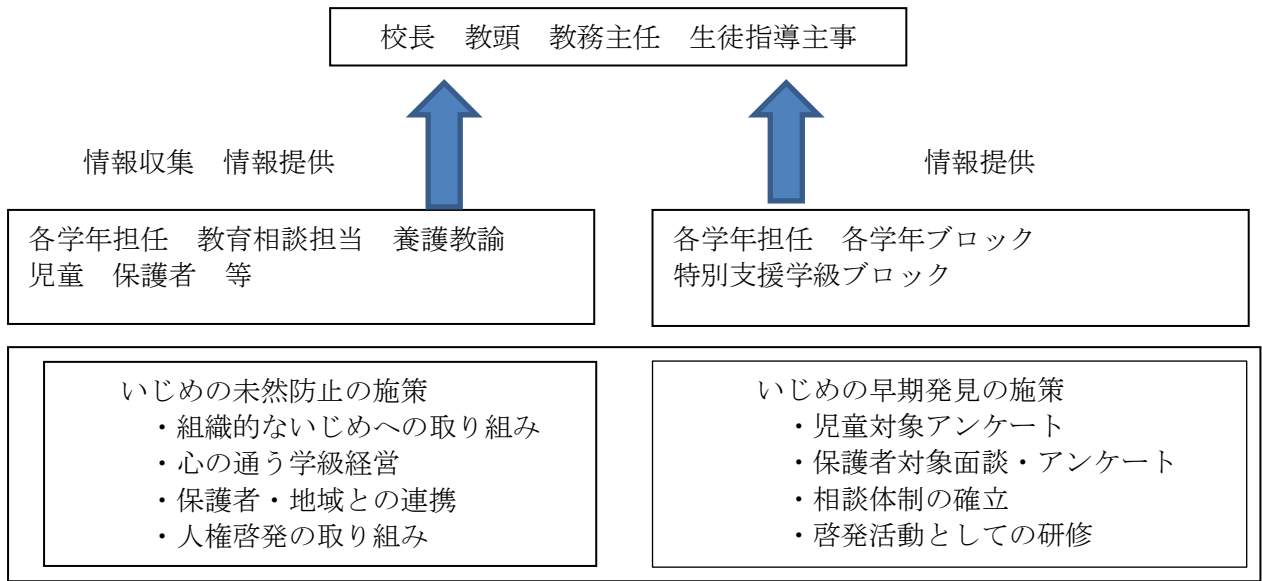 校長　教頭　教務主任　生徒指導主事
情報収集　情報提供
情報提供
各学年担任　教育相談担当　養護教諭
児童　保護者　等
各学年担任　各学年ブロック
特別支援学級ブロック
いじめの未然防止の施策
・組織的ないじめへの取り組み
・心の通う学級経営
・保護者・地域との連携
・人権啓発の取り組み
いじめの早期発見の施策
・児童対象アンケート
・保護者対象面談・アンケート
・相談体制の確立
・啓発活動としての研修